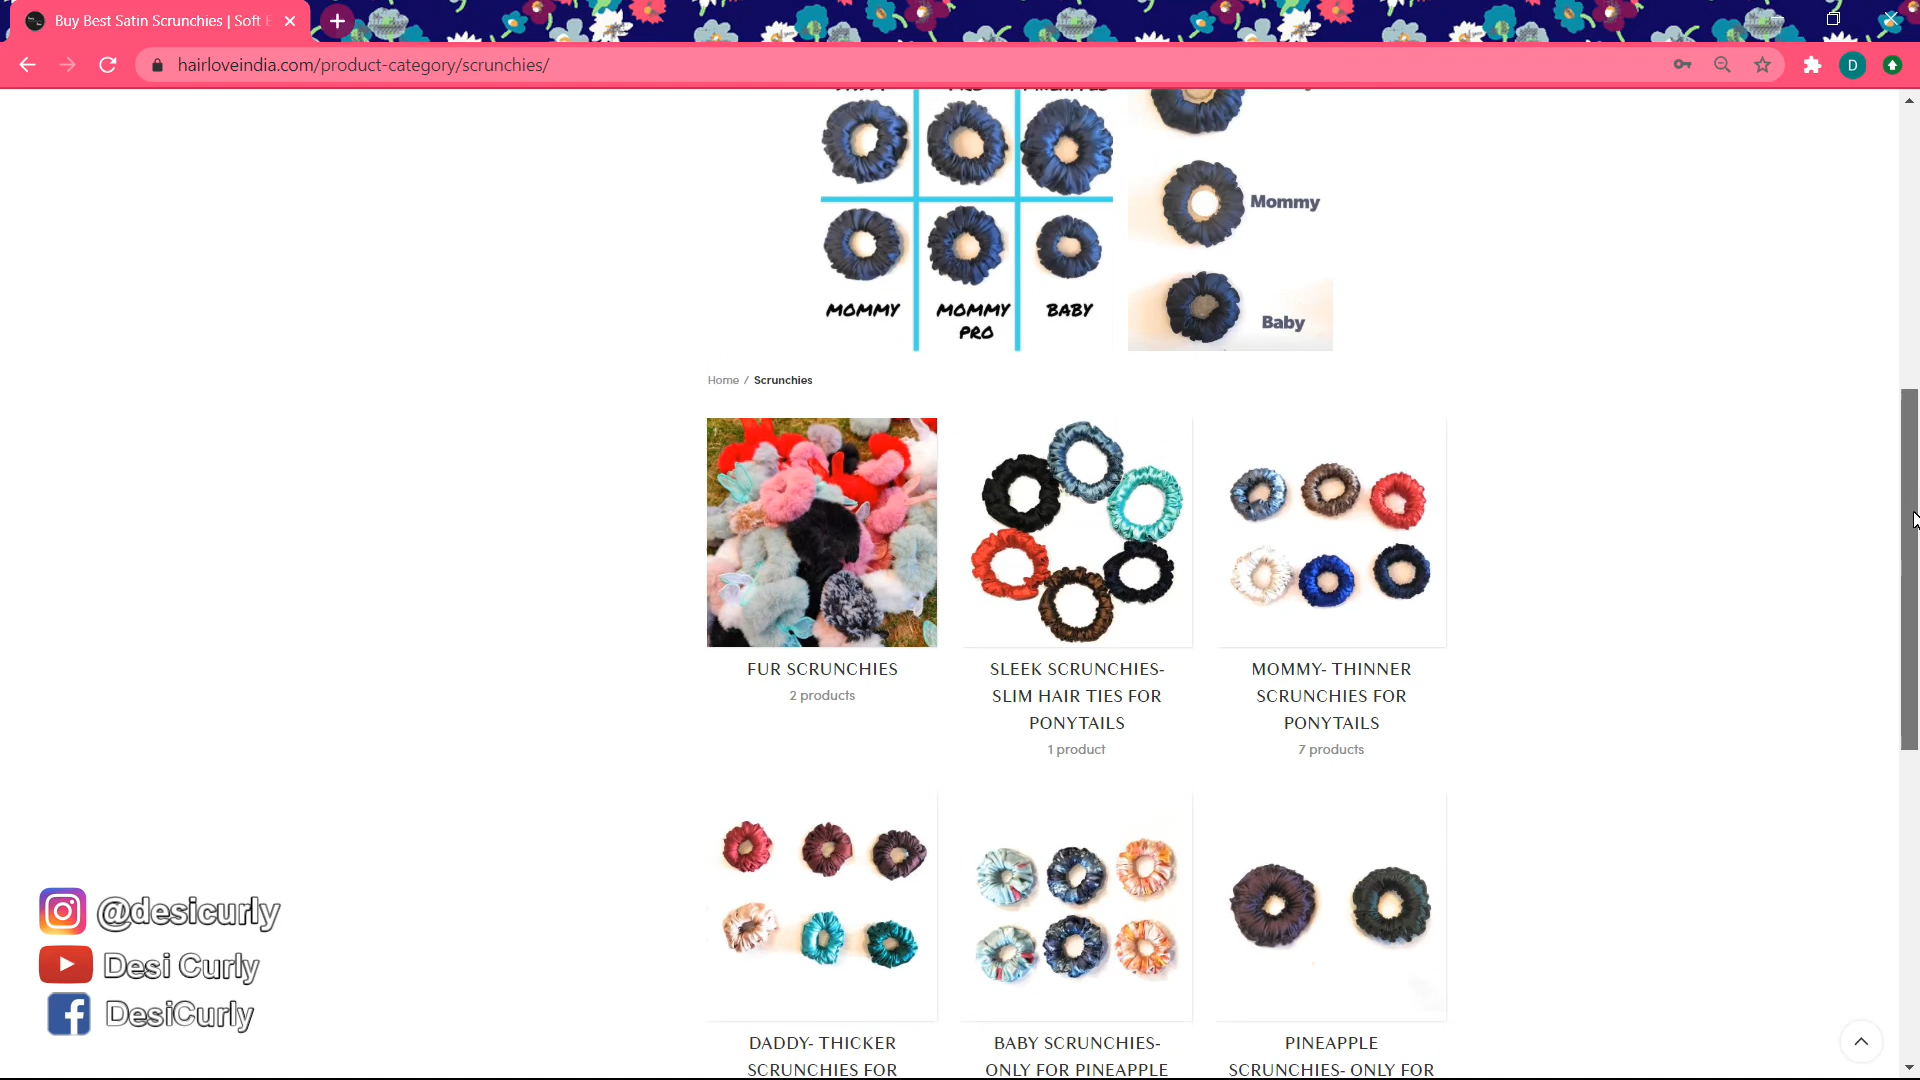 Buy Best Satin Scrunchies | Soft
hairloveindia.com/product-category/scrunchies/
D
Mommy
MOMMY
MOMMY PRO
BABY
Baby
Home / Scrunchies
FUR SCRUNCHIES
2 products
SLEEK SCRUNCHIES-
SLIM HAIR TIES FOR
PONYTAILS
1 product
MOMMY- THINNER
SCRUNCHIES FOR
PONYTAILS
7 products
DADDY- THICKER
SCRUNCHIES FOR
BABY SCRUNCHIES-
ONLY FOR PINEAPPLE
PINEAPPLE
SCRUNCHIES- ONLY FOR
@desicurly
Desi Curly
DesiCurly